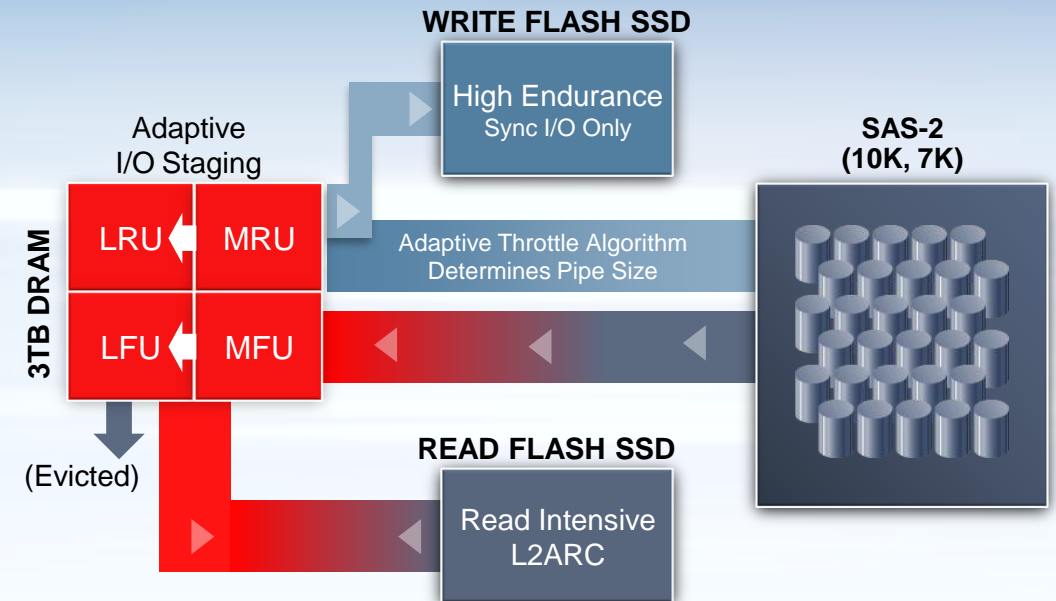 WRITE FLASH SSD
High Endurance
Sync I/O Only
Adaptive
I/O Staging
SAS-2
(10K, 7K)
3TB DRAM
LRU
MRU
Adaptive Throttle Algorithm
Determines Pipe Size
LFU
MFU
(Evicted)
READ FLASH SSD
Read Intensive
L2ARC